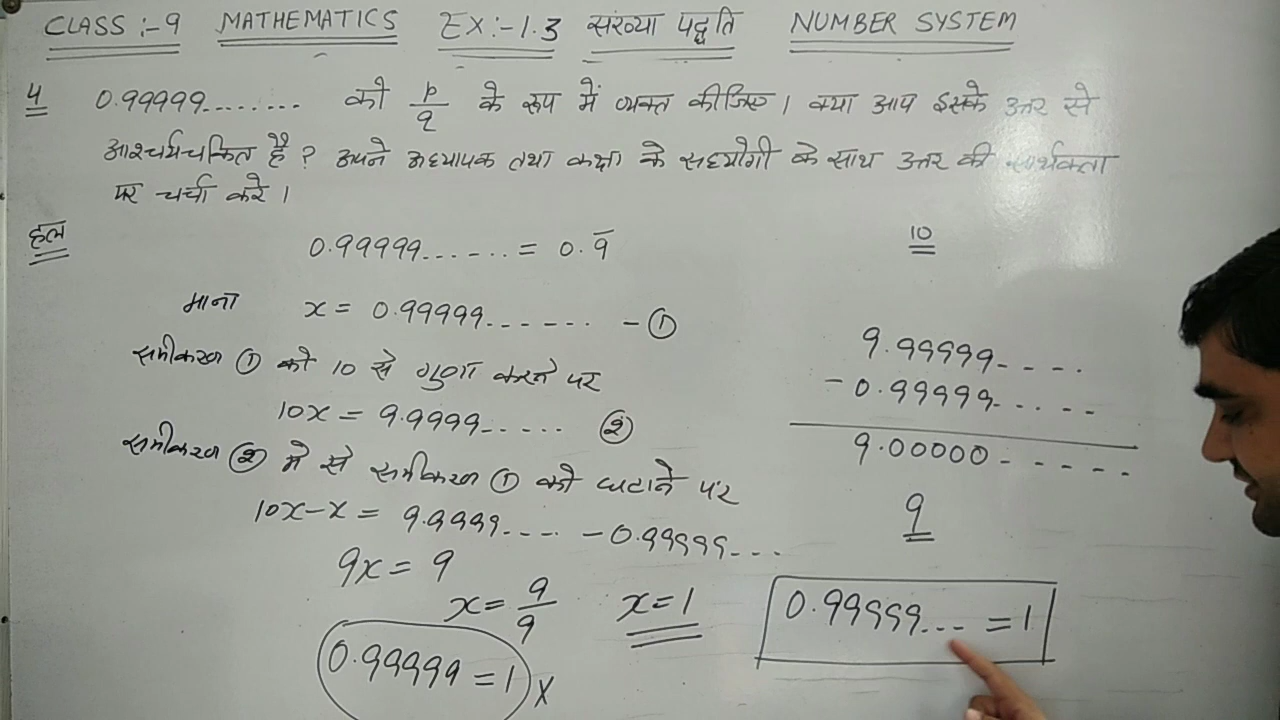 CLASS :- 9 MATHEMATICS EX:-1.3 संख्या पद्धति NUMBER SYSTEM
4 0.99999........ को p/q के रूप में व्यक्त कीजिए। क्या आप इसके उत्तर से
आश्चर्यचकित है? अपने अध्यापक तथा कक्षा के सहयोगी के साथ उत्तर की सार्थकता
पर चर्चा करे।
हल 0.99999...... = 0.9̅
माना x = 0.99999...... - ①
समीकरण ① को 10 से गुणा करने पर
10x = 9.9999...... ②
समीकरण ② मे से समीकरण ① को घटाने पर
10x-x = 9.9999.... - 0.99999...
9x = 9
x = 9/9 x = 1
0.99999 = 1 x
10
9.99999....
- 0.99999.....
9.00000.....
9
0.99999... = 1